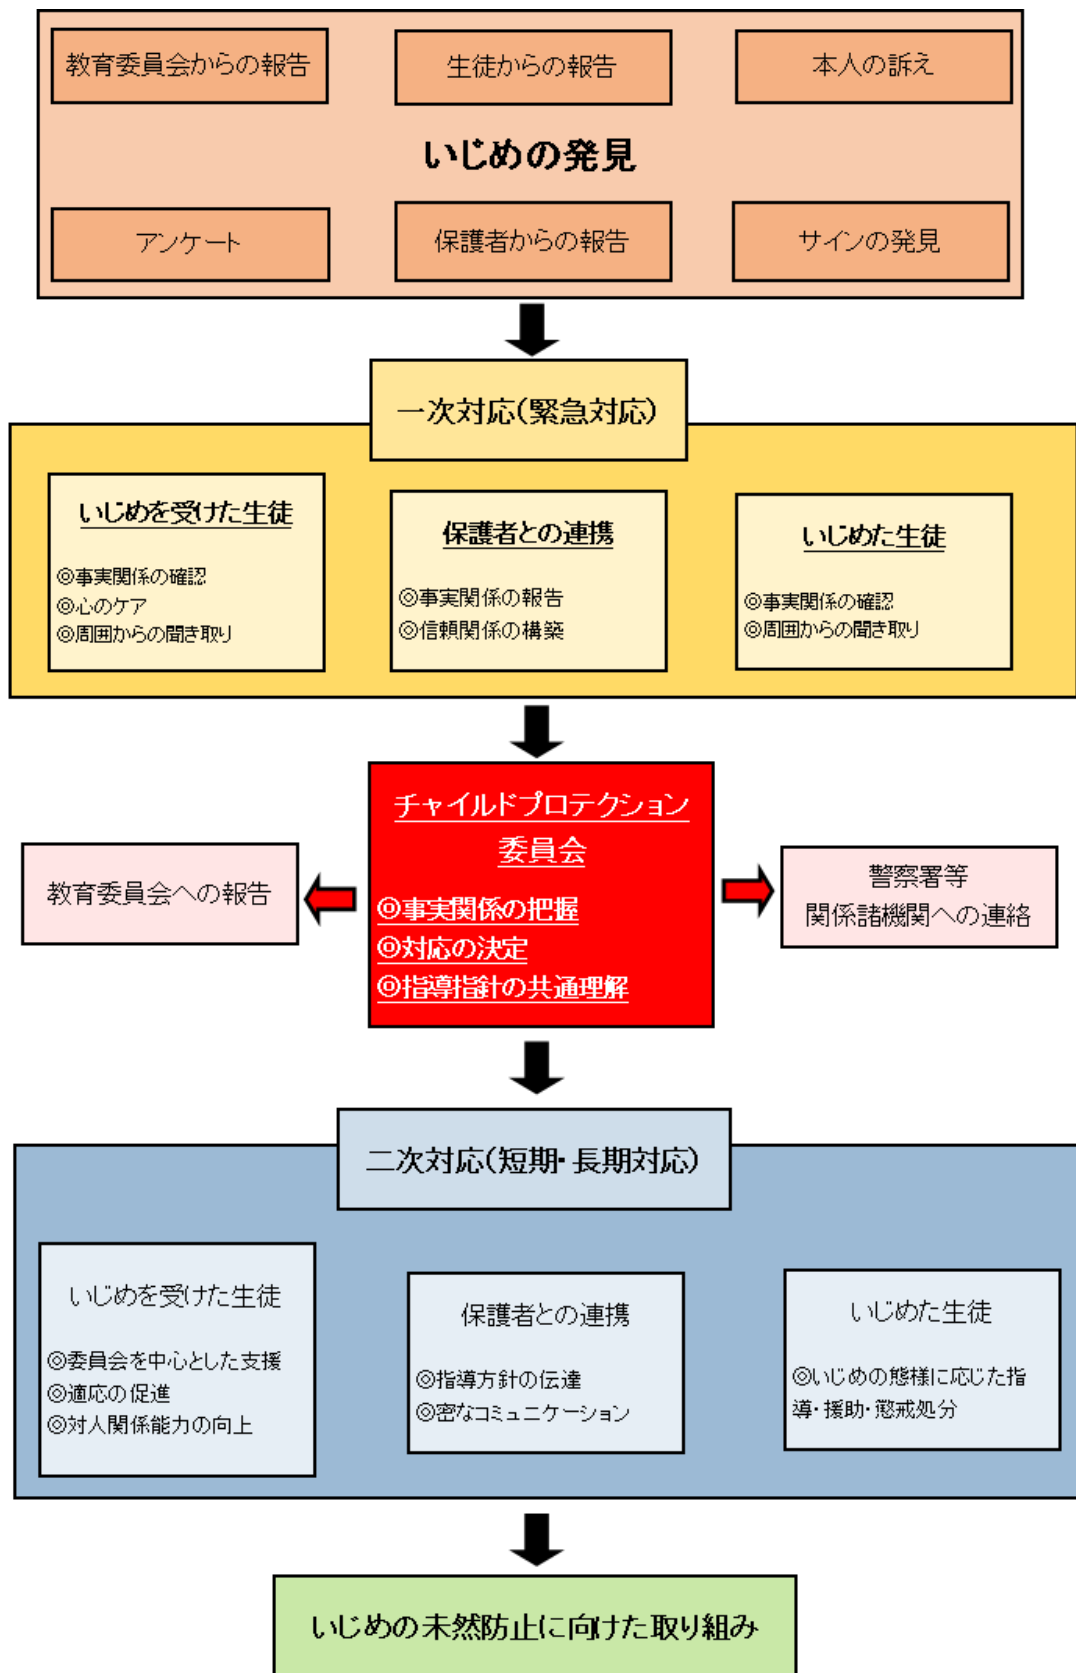 教育委員会からの報告
生徒からの報告
本人の訴え
いじめの発見
アンケート
保護者からの報告
サインの発見
一次対応(緊急対応)
いじめを受けた生徒
◎事実関係の確認
◎心のケア
◎周囲からの聞き取り
保護者との連携
◎事実関係の報告
◎信頼関係の構築
いじめた生徒
◎事実関係の確認
◎周囲からの聞き取り
チャイルドプロテクション
委員会
◎事実関係の把握
◎対応の決定
◎指導指針の共通理解
教育委員会への報告
警察署等
関係諸機関への連絡
二次対応(短期・長期対応)
いじめを受けた生徒
◎委員会を中心とした支援
◎適応の促進
◎対人関係能力の向上
保護者との連携
◎指導方針の伝達
◎密なコミュニケーション
いじめた生徒
◎いじめの態様に応じた指
導・援助・懲戒処分
いじめの未然防止に向けた取り組み